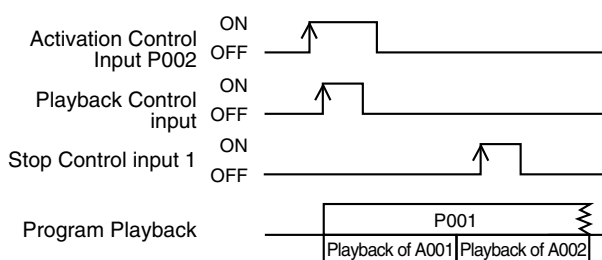 Activation Control
Input P002
ON
OFF
Playback Control
input
ON
OFF
Stop Control input 1
ON
OFF
Program Playback
P001
Playback of A001
Playback of A002